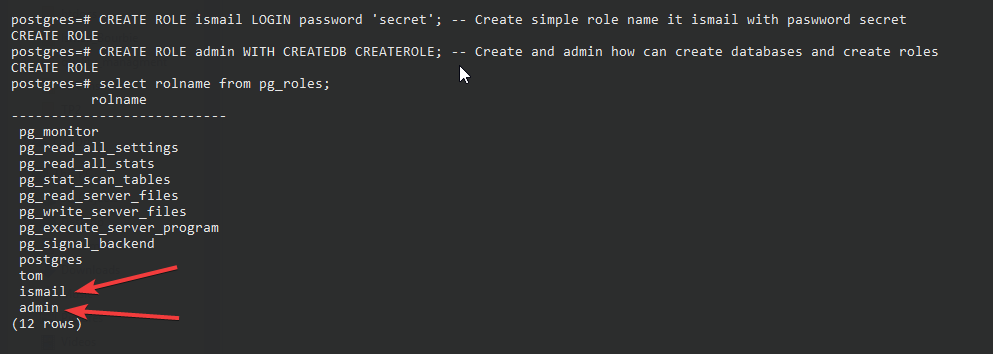 postgres=# CREATE ROLE ismail LOGIN password 'secret'; -- Create simple role name it ismail with paswword secret
CREATE ROLE
postgres=# CREATE ROLE admin WITH CREATEDB CREATEROLE; -- Create and admin how can create databases and create roles
CREATE ROLE
postgres=# select rolname from pg_roles;
rolname
---------------------------
pg_monitor
pg_read_all_settings
pg_read_all_stats
pg_stat_scan_tables
pg_read_server_files
pg_write_server_files
pg_execute_server_program
pg_signal_backend
postgres
tom
ismail
admin
(12 rows)